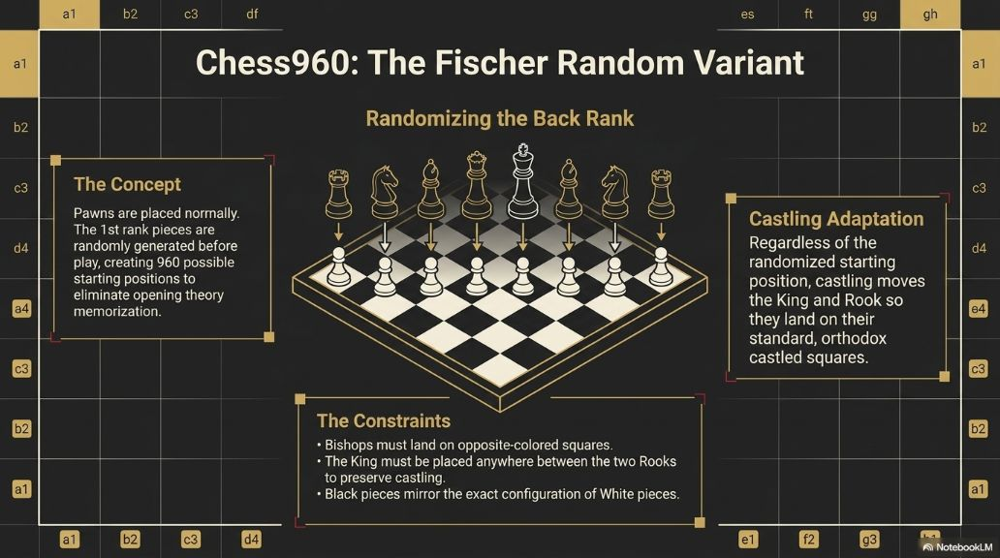 a1 b2 c3 df es ft gg gh
Chess960: The Fischer Random Variant
Randomizing the Back Rank
a1
b2
c3
d4
a4
c3
b2
a1
The Concept
Pawns are placed normally.
The 1st rank pieces are
randomly generated before
play, creating 960 possible
starting positions to
eliminate opening theory
memorization.
Castling Adaptation
Regardless of the
randomized starting
position, castling moves
the King and Rook so
they land on their
standard, orthodox
castled squares.
a1
b2
c3
d4
e4
c3
b2
a1
The Constraints
• Bishops must land on opposite-colored squares.
• The King must be placed anywhere between the two Rooks
to preserve castling.
• Black pieces mirror the exact configuration of White pieces.
a1 b2 c3 d4 e1 f2 g3
NotebookLM